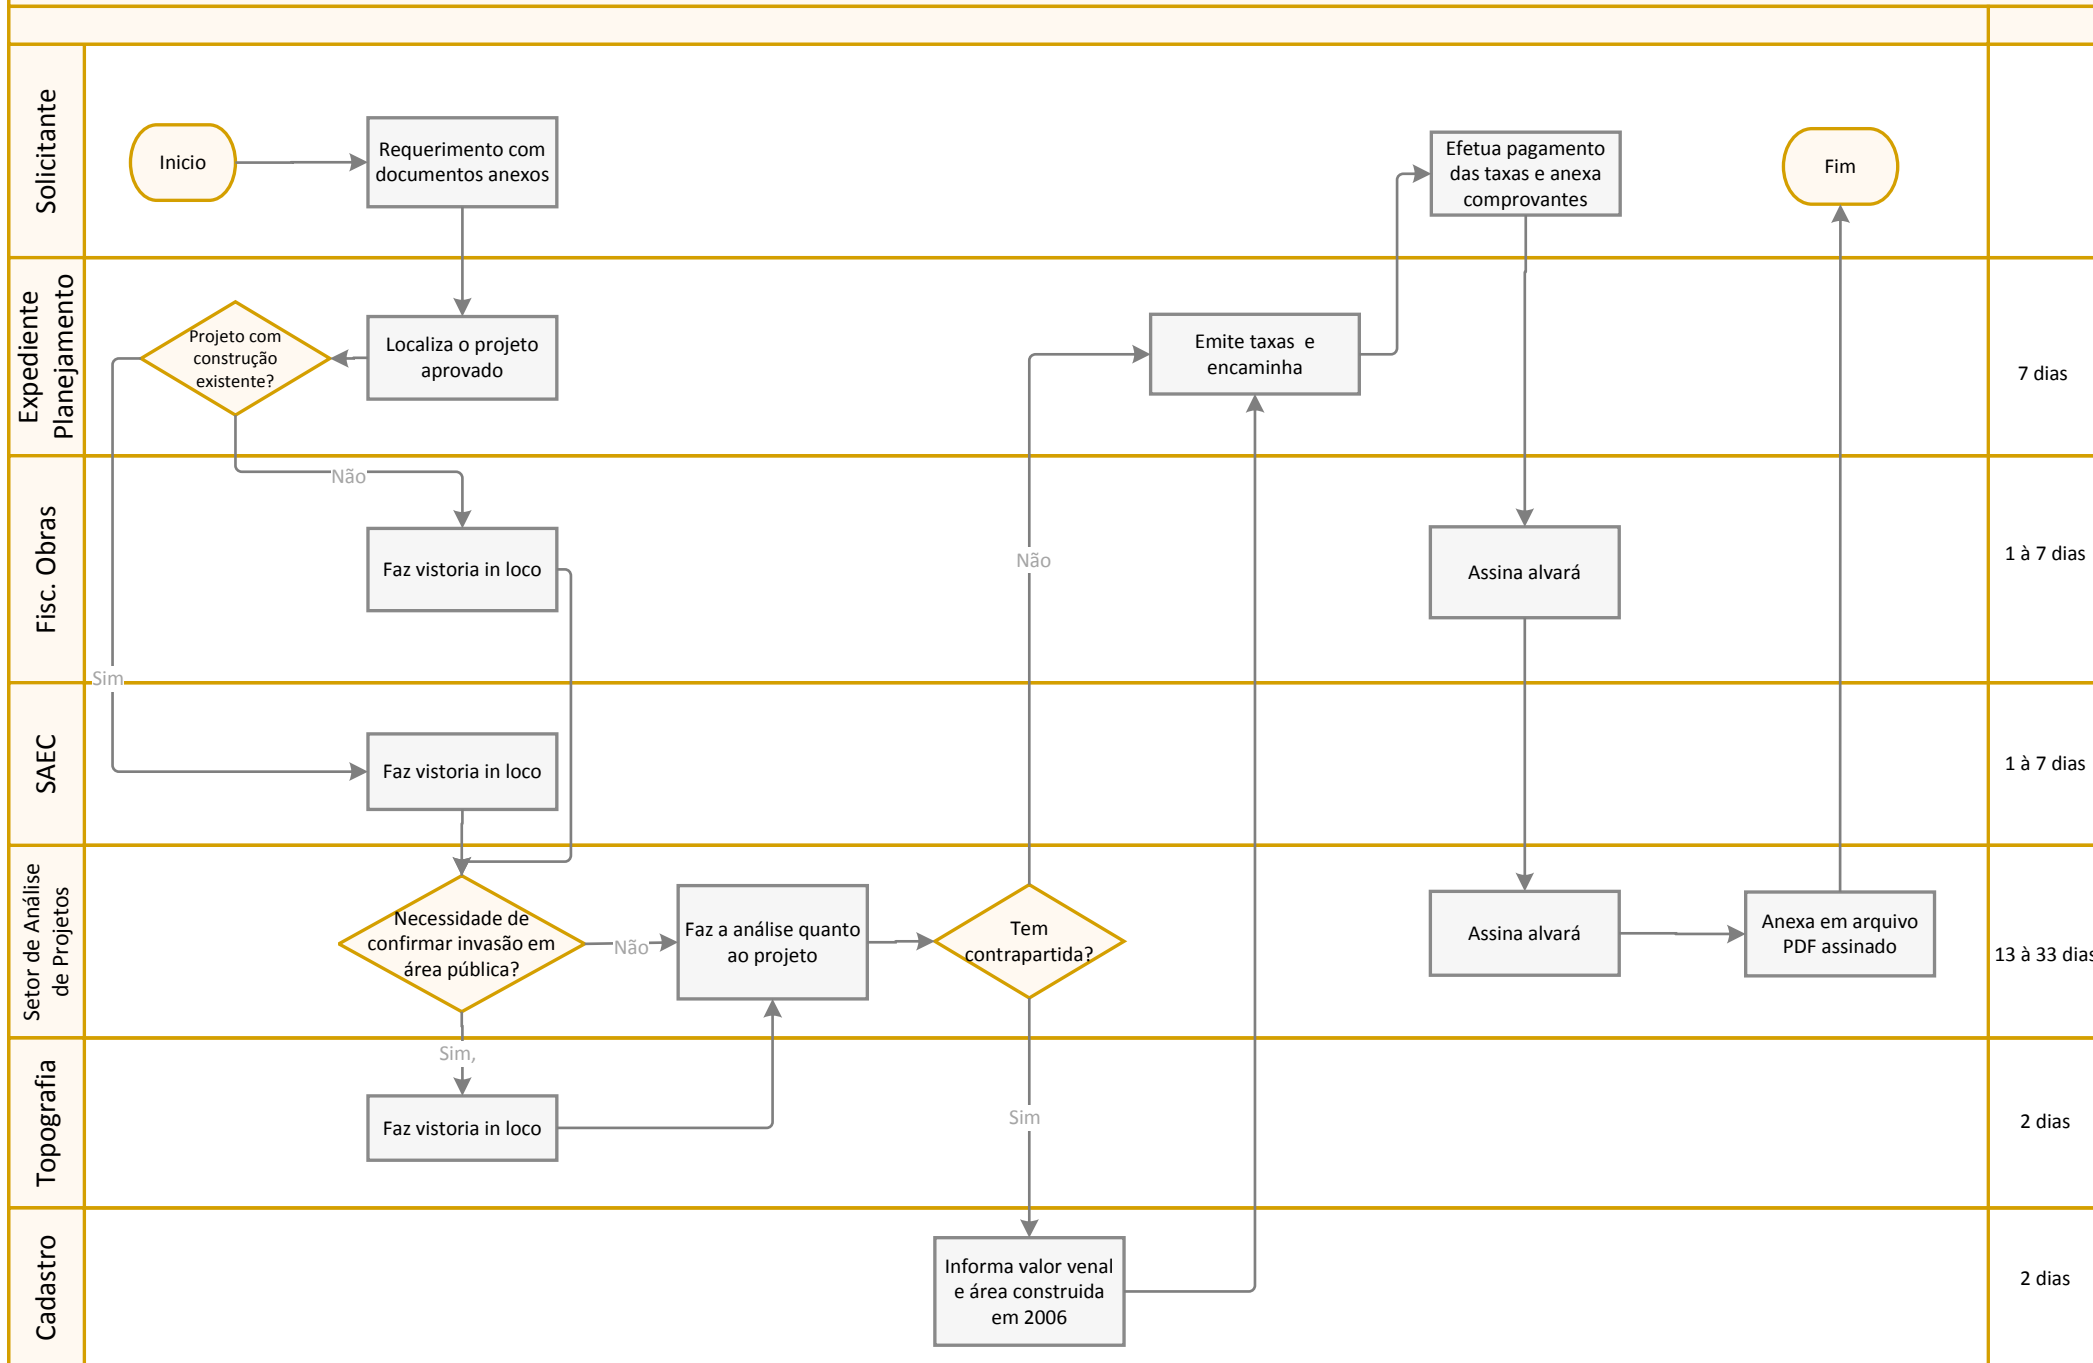 Solicitante
Inicio
Requerimento com
documentos anexos
Efetua pagamento
das taxas e anexa
comprovantes
Fim
Expediente
Planejamento
Projeto com
construção
existente?
Localiza o projeto
aprovado
Emite taxas e
encaminha
7 dias
Fisc. Obras
Não
Faz vistoria in loco
Não
Assina alvará
1 à 7 dias
Sim
SAEC
Faz vistoria in loco
1 à 7 dias
Setor de Análise
de Projetos
Necessidade de
confirmar invasão em
área pública?
Não
Faz a análise quanto
ao projeto
Tem
contrapartida?
Assina alvará
Anexa em arquivo
PDF assinado
13 à 33 dias
Topografia
Sim,
Faz vistoria in loco
Sim
2 dias
Cadastro
Informa valor venal
e área construida
em 2006
2 dias